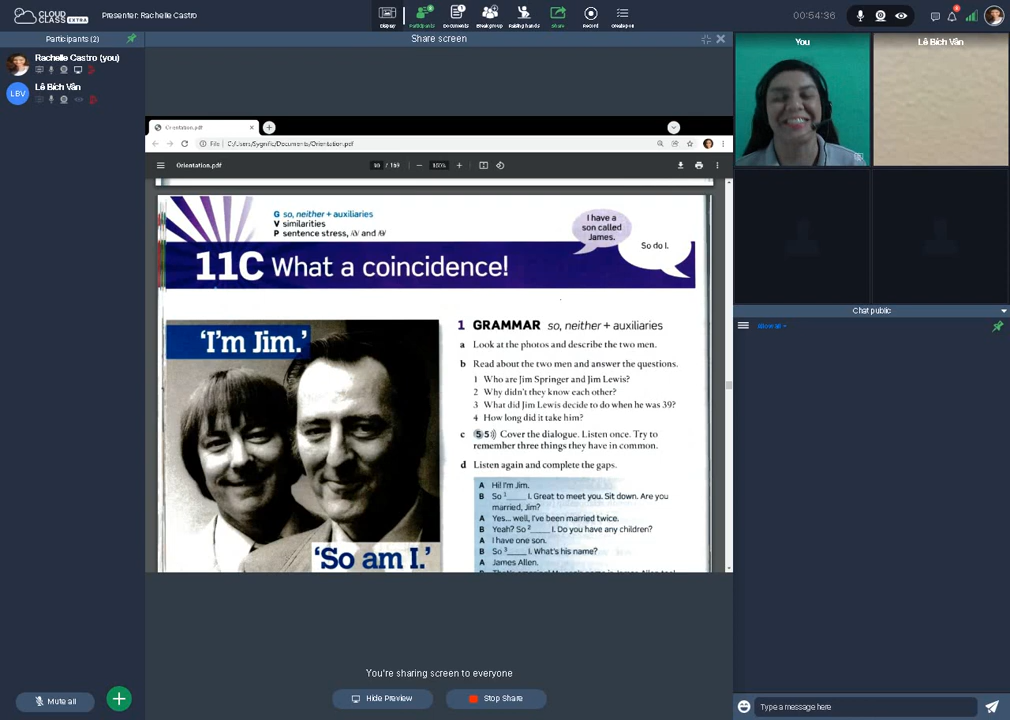 CLOUD
CLASS EXTRA
Presenter: Rachelle Castro
Display
Participants
Documents
Breakgroup
Raising hands
Share
Record
00:54:36
Participants (2)
Rachelle Castro (you)
LBV
Lê Bích Vân
Share screen
Orientation.pdf
File
C:/Users/Sygnific/Documents/Orientation.pdf
Orientation.pdf
/ 169
G so, neither + auxiliaries
V similarities
P sentence stress,
I have a
son called
James.
So do I.
11C What a coincidence!
'I'm Jim.'
'So am I.'
1 GRAMMAR so, neither + auxiliaries
a Look at the photos and describe the two men.
b Read about the two men and answer the questions.
1 Who are Jim Springer and Jim Lewis?
2 Why didn't they know each other?
3 What did Jim Lewis decide to do when he was 39?
4 How long did it take him?
c 5 5 Cover the dialogue. Listen once. Try to
remember three things they have in common.
d Listen again and complete the gaps.
A Hi! I'm Jim.
B So 1____ I. Great to meet you. Sit down. Are you
married, Jim?
A Yes... well, I've been married twice.
B Yeah? So 2____ I. Do you have any children?
A I have one son.
B So 3____ I. What's his name?
A James Allen.
You
Lê Bích Vân
Chat public
Show all
You're sharing screen to everyone
Hide Preview
Stop Share
Mute all
Type a message here